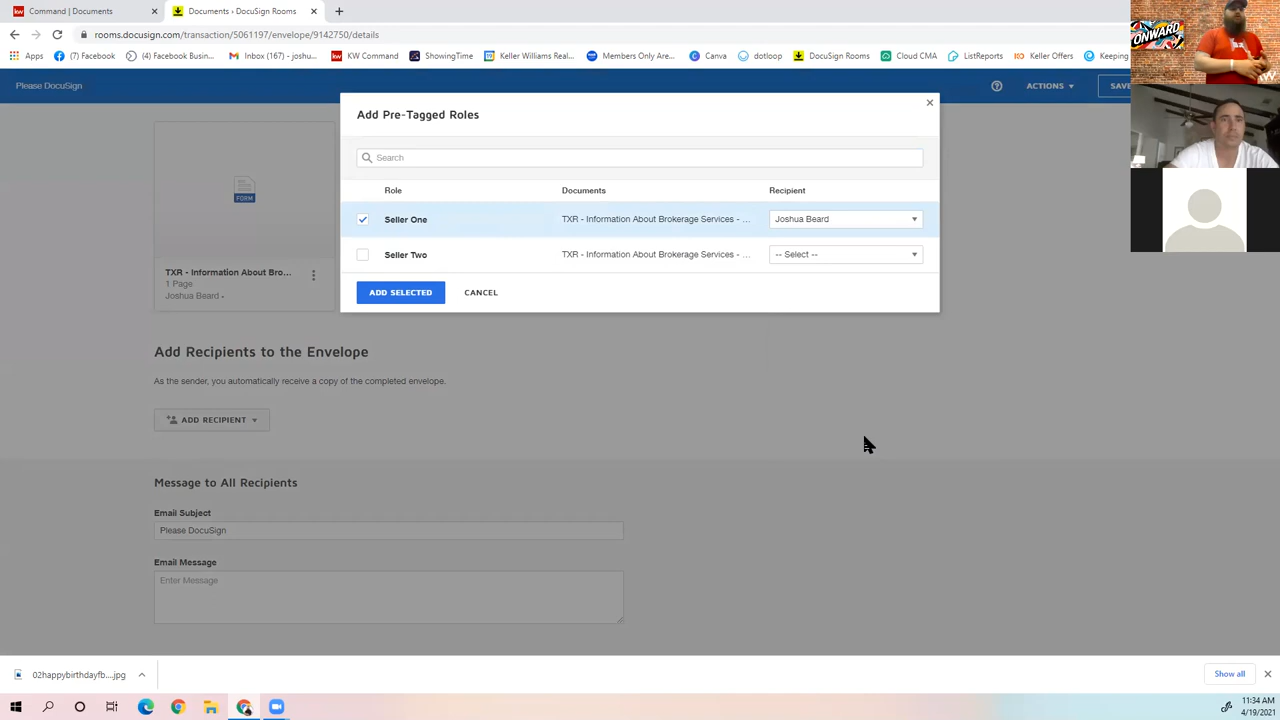 Command | Documents
Documents › DocuSign Rooms
rooms.docusign.com/transaction/5061197/envelope/9142750/details
Apps
(7) Facebook
(4) Facebook Busin...
Inbox (167) - joshu...
KW Command
ShowingTime
Keller Williams Real...
Members Only Are...
Canva
dotloop
DocuSign Rooms
Cloud CMA
ListReports
Keller Offers
Keeping
ONWARD
Please DocuSign
ACTIONS
SAVE
Add Pre-Tagged Roles
Search
Role Documents Recipient
Seller One TXR - Information About Brokerage Services - ... Joshua Beard
Seller Two TXR - Information About Brokerage Services - ... -- Select --
ADD SELECTED CANCEL
FORM
TXR - Information About Bro...
1 Page
Joshua Beard -
Add Recipients to the Envelope
As the sender, you automatically receive a copy of the completed envelope.
ADD RECIPIENT
Message to All Recipients
Email Subject
Please DocuSign
Email Message
Enter Message
02happybirthdayfb....jpg
Show all
11:34 AM
4/19/2021